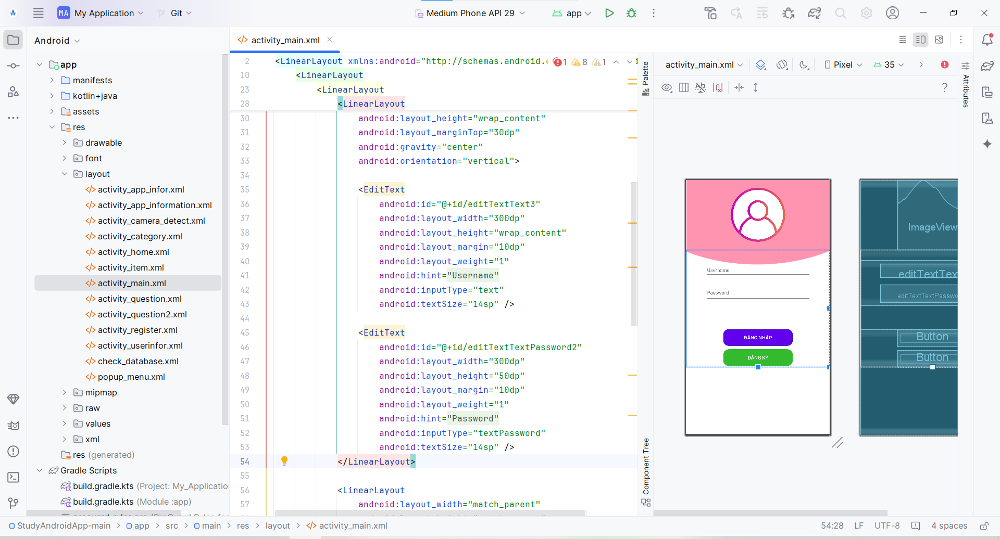 MA My Application Git Medium Phone API 29 app
Android
activity_main.xml
app
manifests
kotlin+java
assets
res
drawable
font
layout
activity_app_infor.xml
activity_app_information.xml
activity_camera_detect.xml
activity_category.xml
activity_home.xml
activity_item.xml
activity_main.xml
activity_question.xml
activity_question2.xml
activity_register.xml
activity_userinfor.xml
check_database.xml
popup_menu.xml
mipmap
raw
values
xml
res (generated)
Gradle Scripts
build.gradle.kts (Project: My_Applicatio
build.gradle.kts (Module :app)
2 <LinearLayout xmlns:android="http://schemas.android. 1 8 1
10 <LinearLayout
23 <LinearLayout
28 <LinearLayout
30 android:layout_height="wrap_content"
31 android:layout_marginTop="30dp"
32 android:gravity="center"
33 android:orientation="vertical">
34
35 <EditText
36 android:id="@+id/editTextText3"
37 android:layout_width="300dp"
38 android:layout_height="wrap_content"
39 android:layout_margin="10dp"
40 android:layout_weight="1"
41 android:hint="Username"
42 android:inputType="text"
43 android:textSize="14sp" />
44
45 <EditText
46 android:id="@+id/editTextTextPassword2"
47 android:layout_width="300dp"
48 android:layout_height="50dp"
49 android:layout_margin="10dp"
50 android:layout_weight="1"
51 android:hint="Password"
52 android:inputType="textPassword"
53 android:textSize="14sp" />
54 </LinearLayout>
55
56 <LinearLayout
57 android:layout_width="match_parent"
Palette
Component Tree
activity_main.xml Pixel 35
Attributes
Username
Password
ĐĂNG NHẬP
ĐĂNG KÝ
ImageView
editTextTex
editTextTextPasswo
Button
Button
StudyAndroidApp-main > app > src > main > res > layout > activity_main.xml
54:28 LF UTF-8 4 spaces